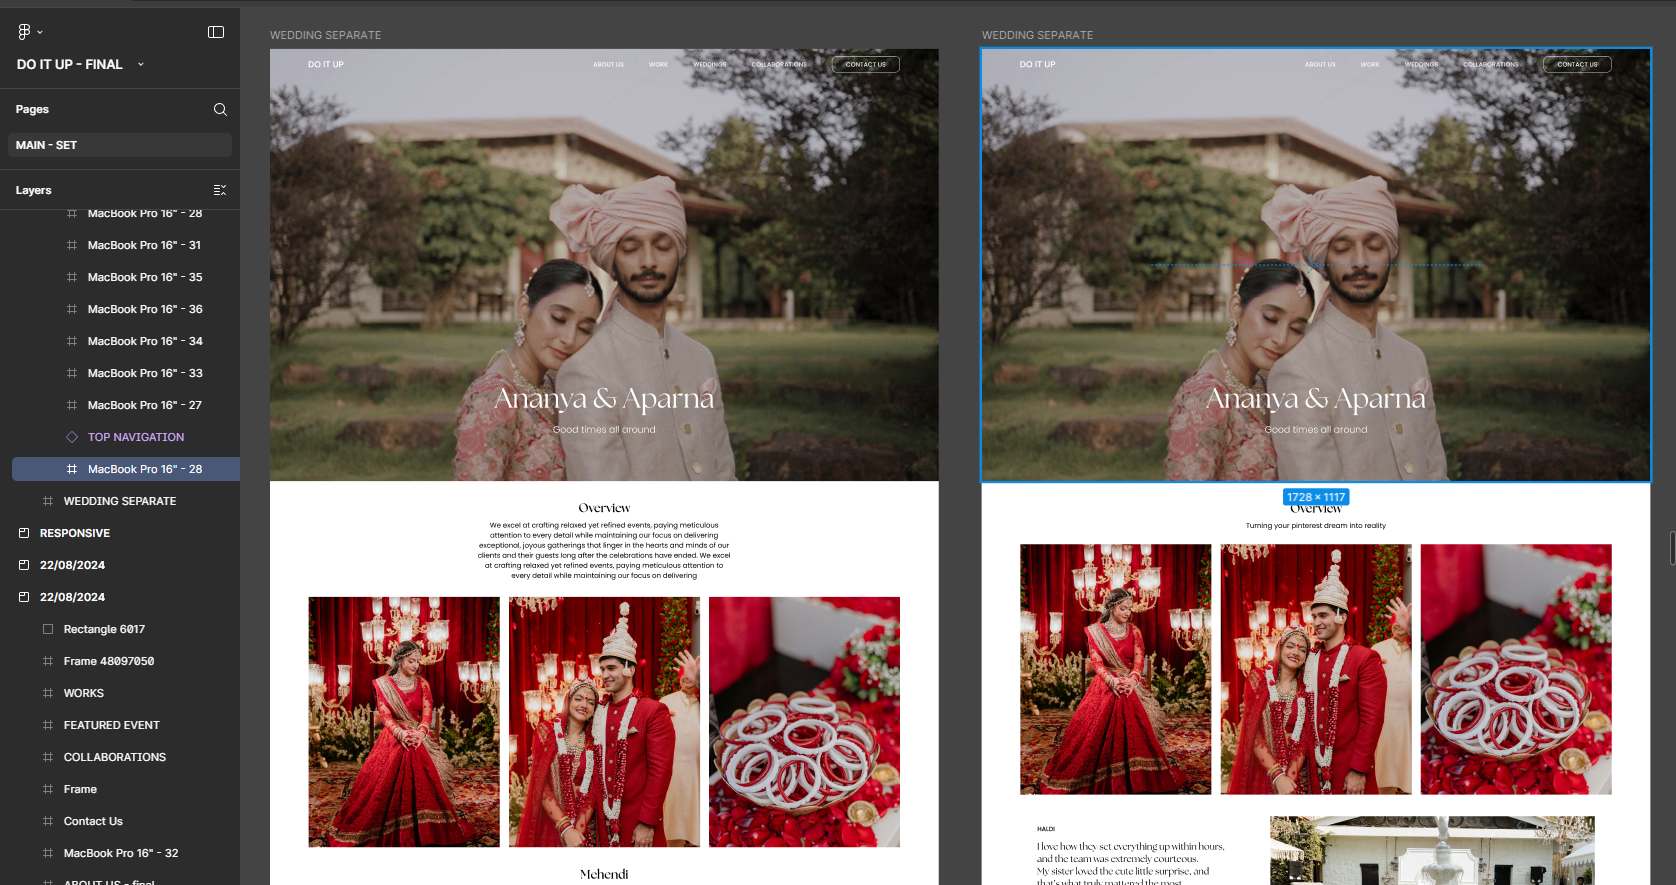 DO IT UP - FINAL
Pages
MAIN - SET
Layers
MacBook Pro 16" - 28
MacBook Pro 16" - 31
MacBook Pro 16" - 35
MacBook Pro 16" - 36
MacBook Pro 16" - 34
MacBook Pro 16" - 33
MacBook Pro 16" - 27
TOP NAVIGATION
MacBook Pro 16" - 28
WEDDING SEPARATE
RESPONSIVE
22/08/2024
22/08/2024
Rectangle 6017
Frame 48097050
WORKS
FEATURED EVENT
COLLABORATIONS
Frame
Contact Us
MacBook Pro 16" - 32
ABOUT US - final
WEDDING SEPARATE
DO IT UP ABOUT US WORK WEDDINGS COLLABORATIONS CONTACT US
Ananya & Aparna
Good times all around
Overview
We excel at crafting relaxed yet refined events, paying meticulous
attention to every detail while maintaining our focus on delivering
exceptional, joyous gatherings that linger in the hearts and minds of our
clients and their guests long after the celebrations have ended. We excel
at crafting relaxed yet refined events, paying meticulous attention to
every detail while maintaining our focus on delivering
Mehendi
WEDDING SEPARATE
DO IT UP ABOUT US WORK WEDDINGS COLLABORATIONS CONTACT US
Ananya & Aparna
Good times all around
1728 × 1117
Overview
Turning your pinterest dream into reality
HALDI
I love how they set everything up within hours,
and the team was extremely courteous.
My sister loved the cute little surprise, and
that's what truly mattered the most